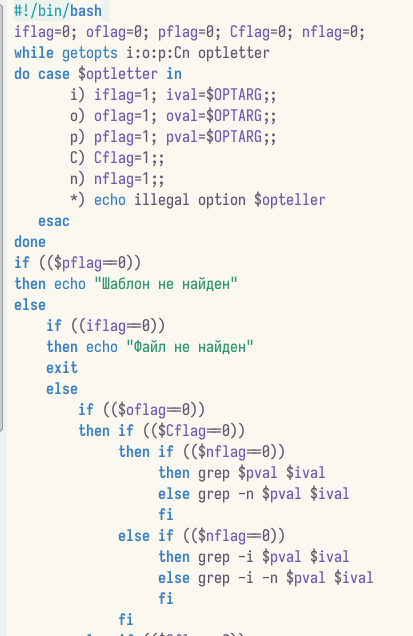 #!/bin/bash
iflag=0; oflag=0; pflag=0; Cflag=0; nflag=0;
while getopts i:o:p:Cn optletter
do case $optletter in
       i) iflag=1; ival=$OPTARG;;
       o) oflag=1; oval=$OPTARG;;
       p) pflag=1; pval=$OPTARG;;
       C) Cflag=1;;
       n) nflag=1;;
       *) echo illegal option $opteller
   esac
done
if (($pflag==0))
then echo "Шаблон не найден"
else
    if ((iflag==0))
    then echo "Файл не найден"
    exit
    else
        if (($oflag==0))
        then if (($Cflag==0))
             then if (($nflag==0))
                  then grep $pval $ival
                  else grep -n $pval $ival
                  fi
             else if (($nflag==0))
                  then grep -i $pval $ival
                  else grep -i -n $pval $ival
                  fi
             fi